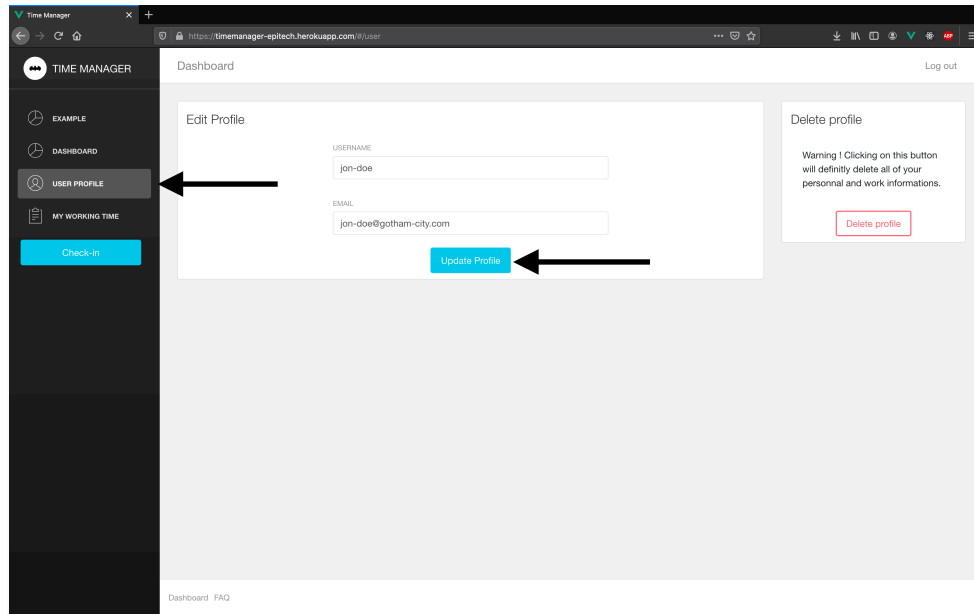 Time Manager
https://timemanager-epitech.herokuapp.com/#/user
ABP
TIME MANAGER
Dashboard
Log out
EXAMPLE
DASHBOARD
USER PROFILE
MY WORKING TIME
Check-in
Edit Profile
USERNAME
jon-doe
EMAIL
jon-doe@gotham-city.com
Update Profile
Delete profile
Warning ! Clicking on this button
will definitly delete all of your
personnal and work informations.
Delete profile
Dashboard FAQ